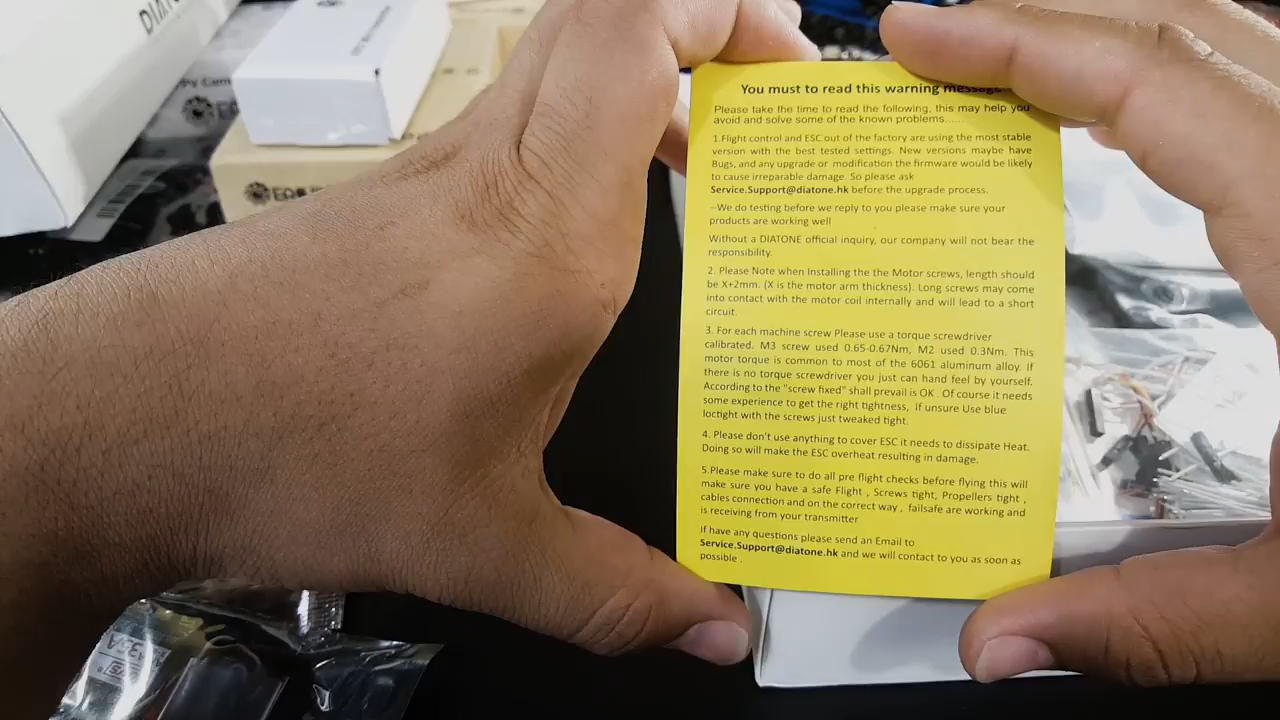 DIATONE
You must to read this warning message
Please take the time to read the following, this may help you
avoid and solve some of the known problems......
1.Flight control and ESC out of the factory are using the most stable
version with the best tested settings. New versions maybe have
Bugs, and any upgrade or modification the firmware would be likely
to cause irreparable damage. So please ask
Service.Support@diatone.hk before the upgrade process.
--We do testing before we reply to you please make sure your
products are working well
Without a DIATONE official inquiry, our company will not bear the
responsibility.
2. Please Note when Installing the the Motor screws, length should
be X+2mm. (X is the motor arm thickness). Long screws may come
into contact with the motor coil internally and will lead to a short
circuit.
3. For each machine screw Please use a torque screwdriver
calibrated. M3 screw used 0.65-0.67Nm, M2 used 0.3Nm. This
motor torque is common to most of the 6061 aluminum alloy. If
there is no torque screwdriver you just can hand feel by yourself.
According to the "screw fixed" shall prevail is OK . Of course it needs
some experience to get the right tightness, If unsure Use blue
loctight with the screws just tweaked tight.
4. Please don't use anything to cover ESC it needs to dissipate Heat.
Doing so will make the ESC overheat resulting in damage.
5.Please make sure to do all pre flight checks before flying this will
make sure you have a safe Flight , Screws tight, Propellers tight ,
cables connection and on the correct way , failsafe are working and
is receiving from your transmitter
If have any questions please send an Email to
Service.Support@diatone.hk and we will contact to you as soon as
possible .